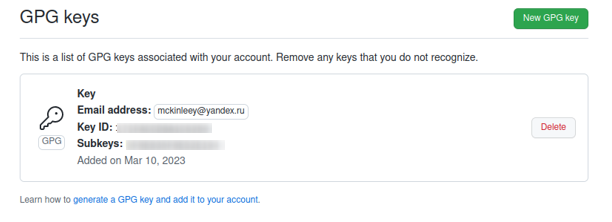 GPG keys
New GPG key
This is a list of GPG keys associated with your account. Remove any keys that you do not recognize.
Key
Email address: mckinleey@yandex.ru
Key ID:
GPG
Subkeys:
Delete
Added on Mar 10, 2023
Learn how to generate a GPG key and add it to your account.